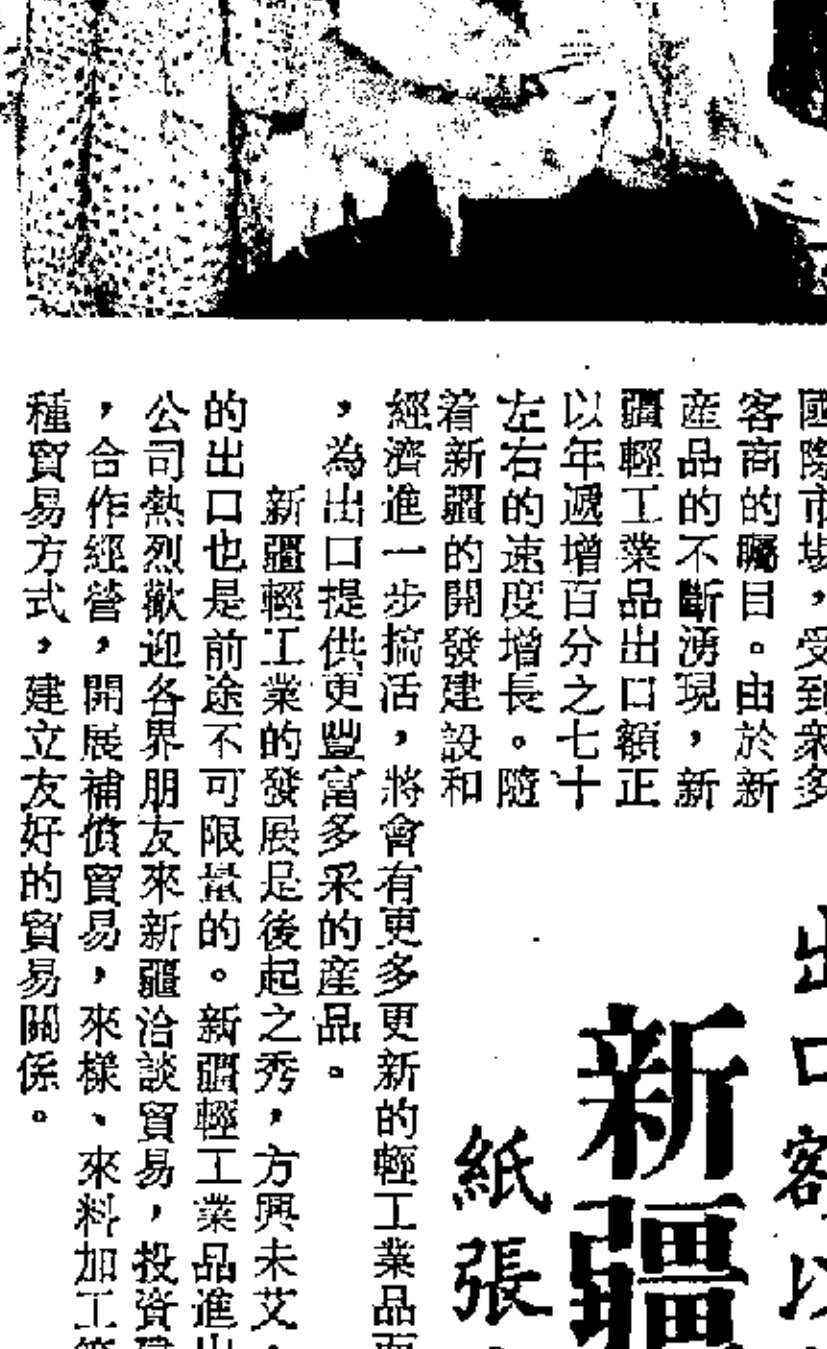 國際市場，受到衆多
客商的矚目。由於新
産品的不斷湧現，新
疆輕工業品出口額正
以年遞增百分之七十
左右的速度增長。隨
着新疆的開發建設和
經濟進一步搞活，將會有更多更新的輕工業品
，為出口提供更豐富多采的産品。
新疆輕工業的發展是後起之秀，方興未艾，
的出口也是前途不可限量的。新疆輕工業品進出
公司熱烈歡迎各界朋友來新疆洽談貿易，投資
，合作經營，開展補償貿易，來樣、來料加工
種貿易方式，建立友好的貿易關係。
出口客
新疆
紙張